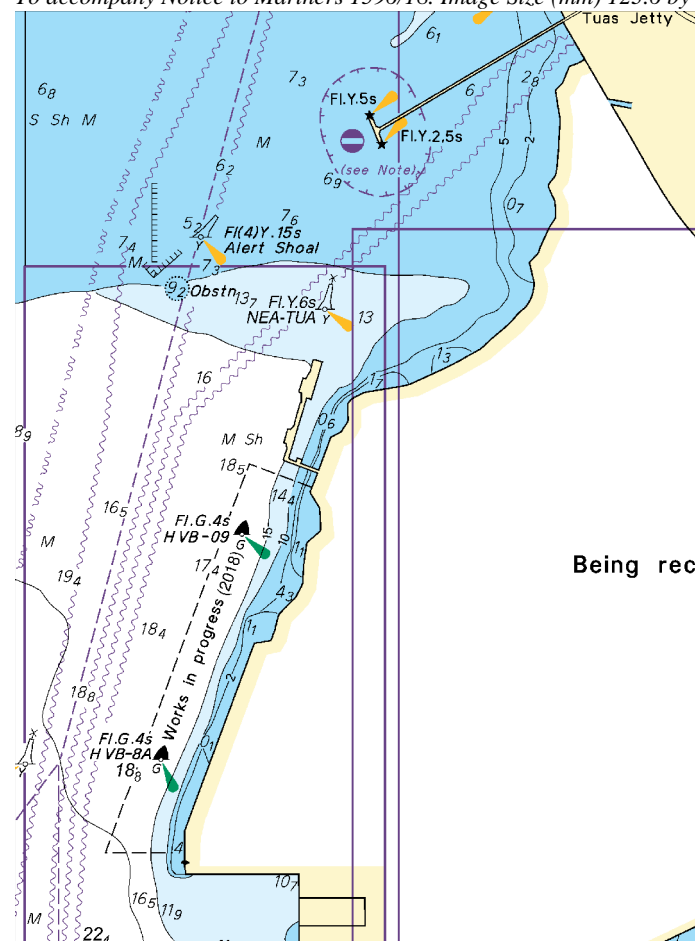 To accompany Notice to Mariners 1596/18. Image Size (mm) 125.6 by
Tuas Jetty
6₁
7₃
6₈
Fl.Y.5s
6
2₈
S Sh M
M
Fl.Y.2,5s
5
2
6₂
(see Note)
6₉
0₇
7₆
5₂
Y
Fl(4)Y.15s
Alert Shoal
7₄
M
7₃
9₂
Obstn
13₇
Fl.Y.6s
NEA-TUA
Y
13
1₃
16
1₇
0₆
8₉
M Sh
18₅
14₄
16₅
Fl.G.4s
H VB-09
G
15
10
1₁
M
17₄
Being rec
19₄
4₃
18₄
1₁
Works in progress (2018)
2
18₈
Fl.G.4s
H VB-8A
G
0₁
Y
18₈
4
10₇
16₅
11₉
M
22₄